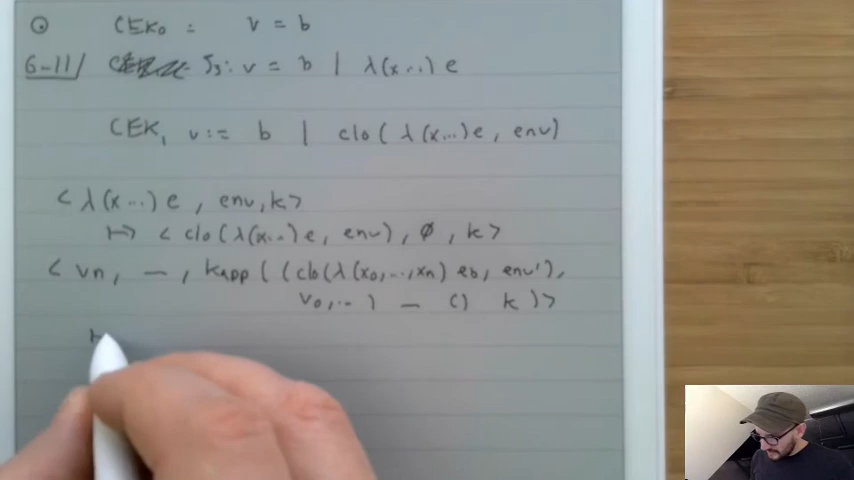 ⊙ CEK₀ : v = b
6-11/ J₃: v = b | λ(x...) e
CEK₁ v := b | clo( λ(x...)e, env)
< λ(x...) e , env, k>
↦ < clo(λ(x...)e, env), ∅, k >
< vn, —, kapp ( (clo(λ(x₀,...,xn) eb, env'),
v₀,... ) — () k )>
↦